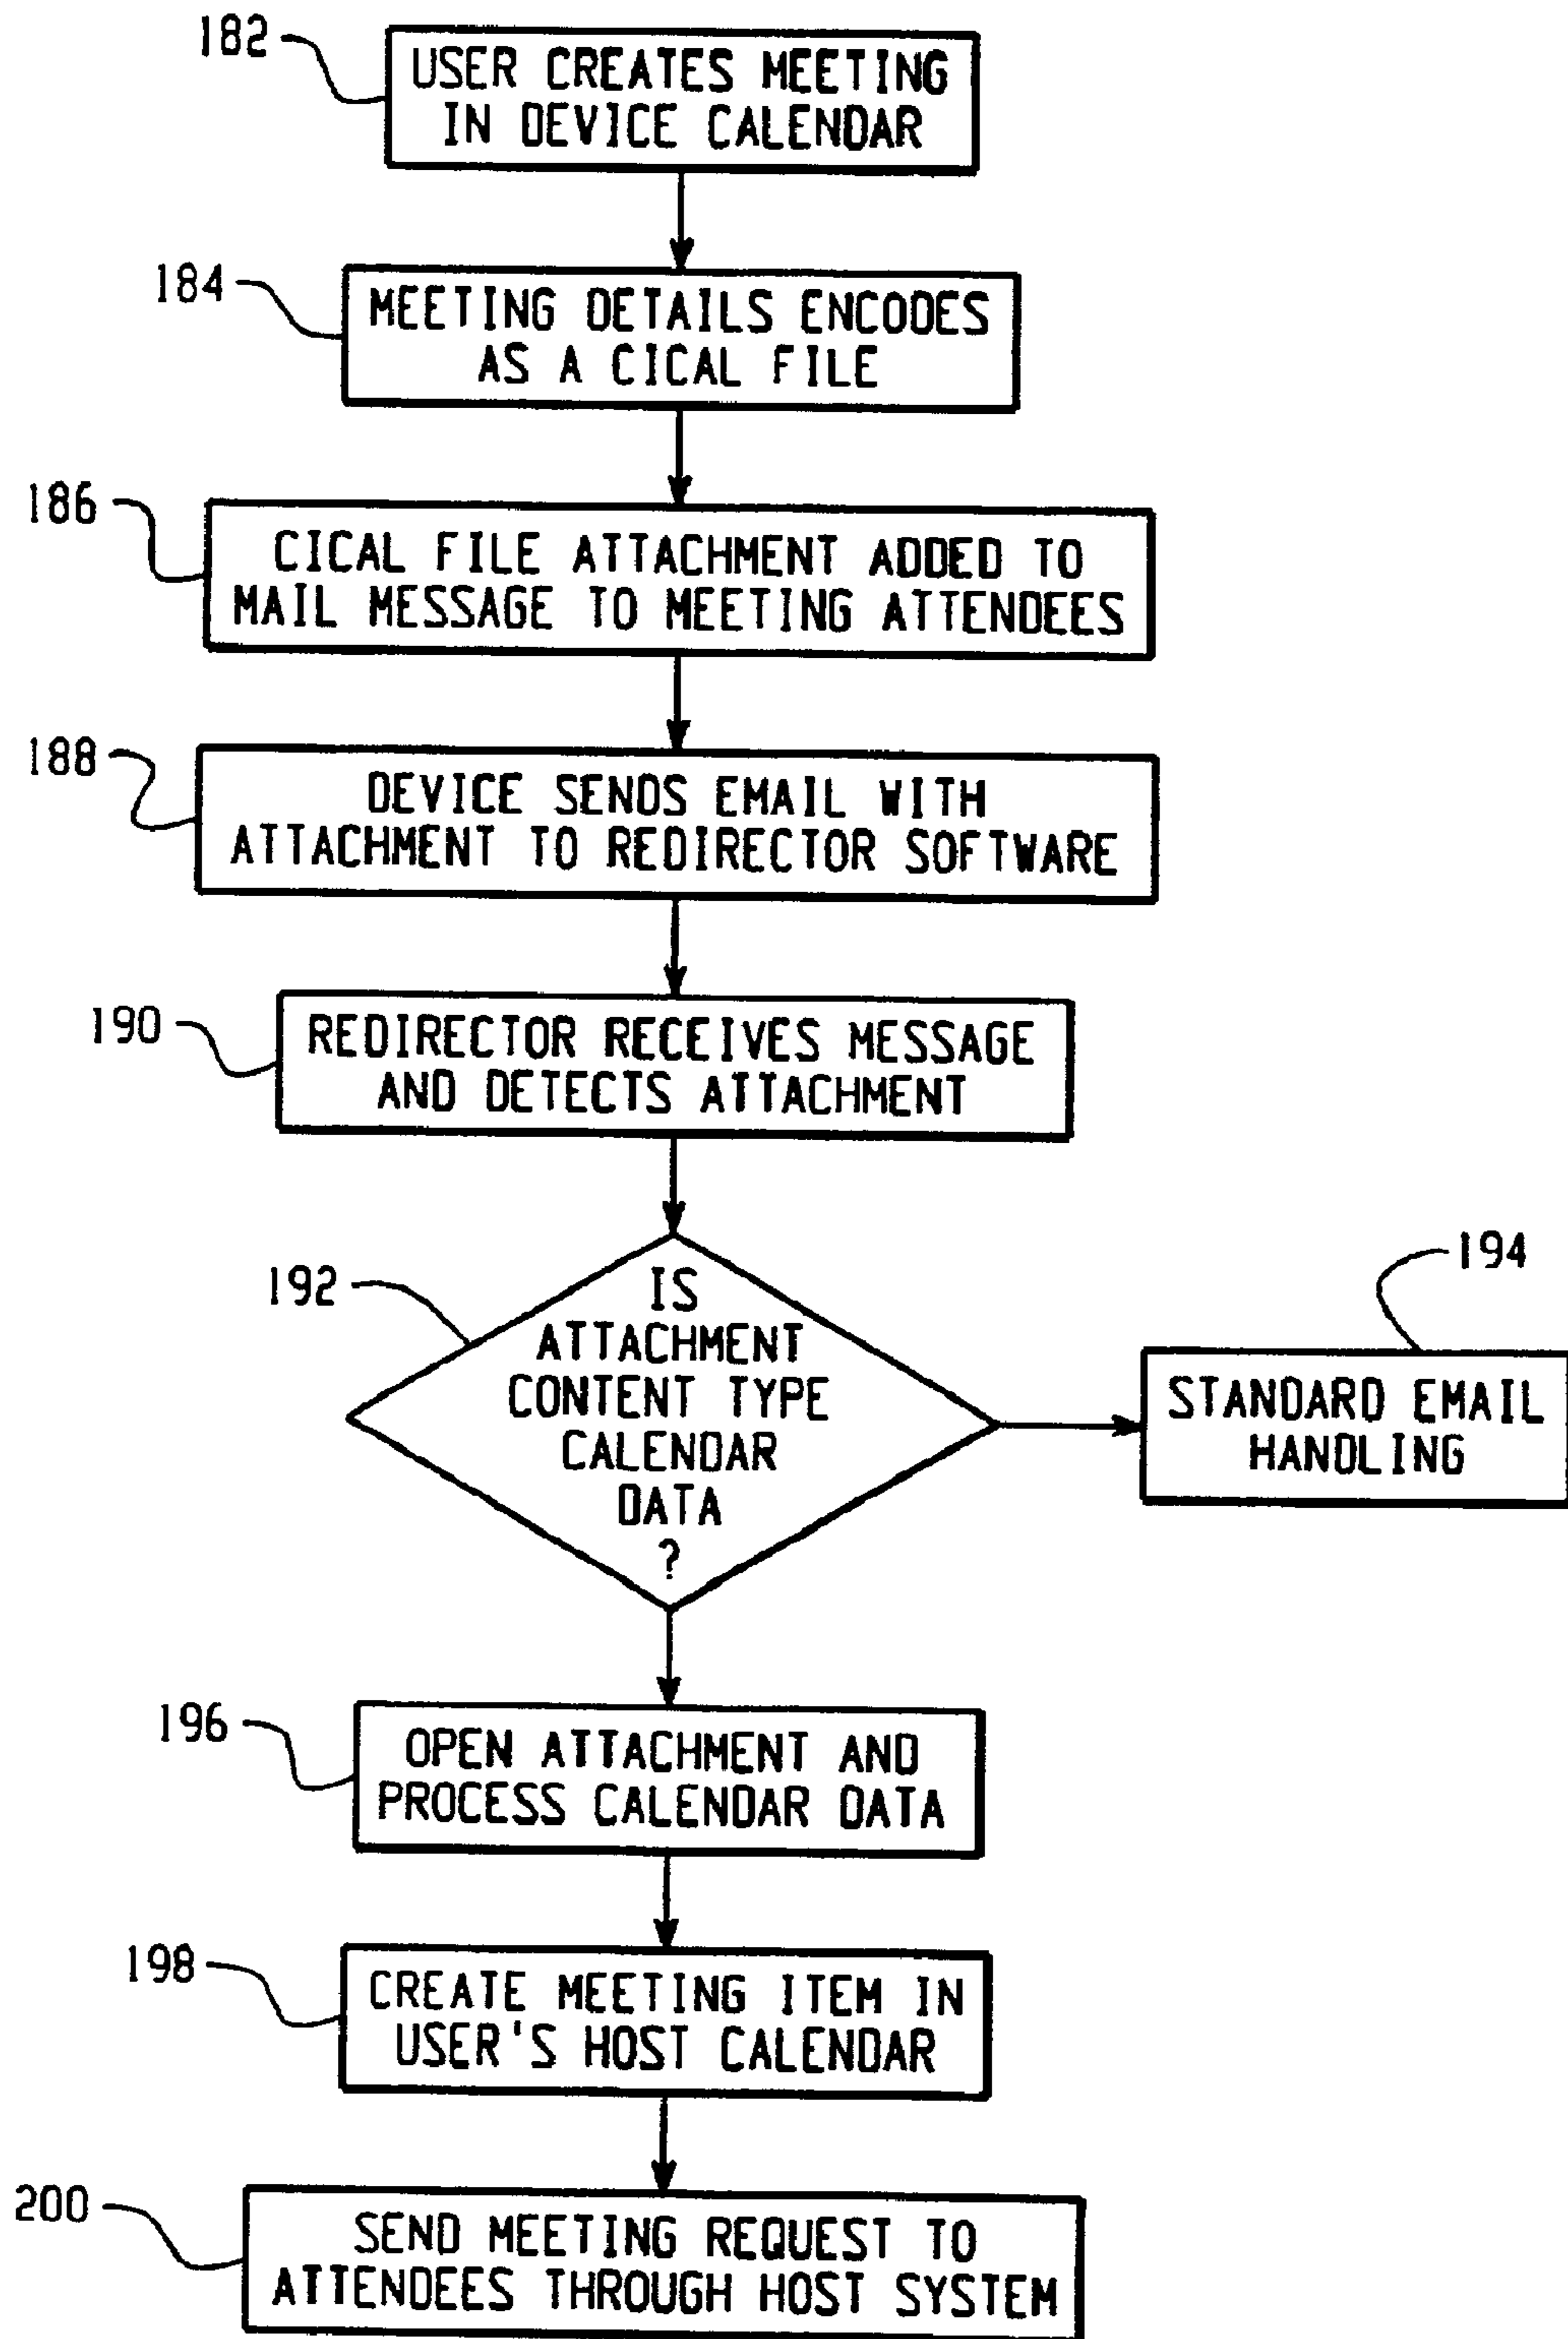 182
USER CREATES MEETING
IN DEVICE CALENDAR
184
MEETING DETAILS ENCODES
AS A CICAL FILE
186
CICAL FILE ATTACHMENT ADDED TO
MAIL MESSAGE TO MEETING ATTENDEES
188
DEVICE SENDS EMAIL WITH
ATTACHMENT TO REDIRECTOR SOFTWARE
190
REDIRECTOR RECEIVES MESSAGE
AND DETECTS ATTACHMENT
192
IS
ATTACHMENT
CONTENT TYPE
CALENDAR
DATA
?
194
STANDARD EMAIL
HANDLING
196
OPEN ATTACHMENT AND
PROCESS CALENDAR DATA
198
CREATE MEETING ITEM IN
USER'S HOST CALENDAR
200
SEND MEETING REQUEST TO
ATTENDEES THROUGH HOST SYSTEM